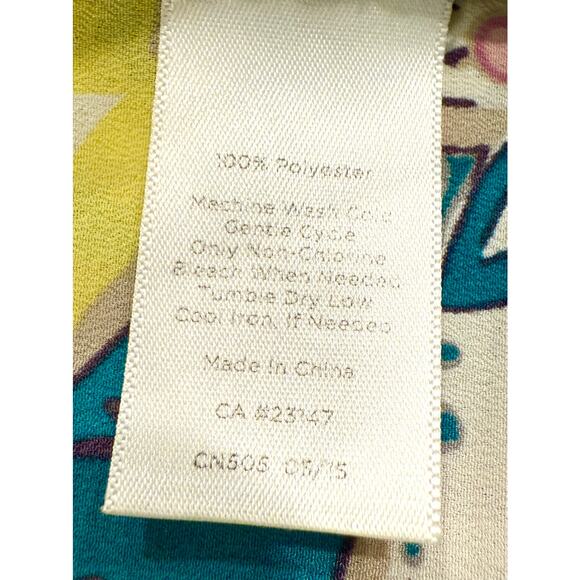 100% Polyester
Machine Wash Cold
Gentle Cycle
Only Non-Chlorine
Bleach When Needed
Tumble Dry Low
Cool Iron, If Needed
Made In China
CA #23147
CN505 05/15